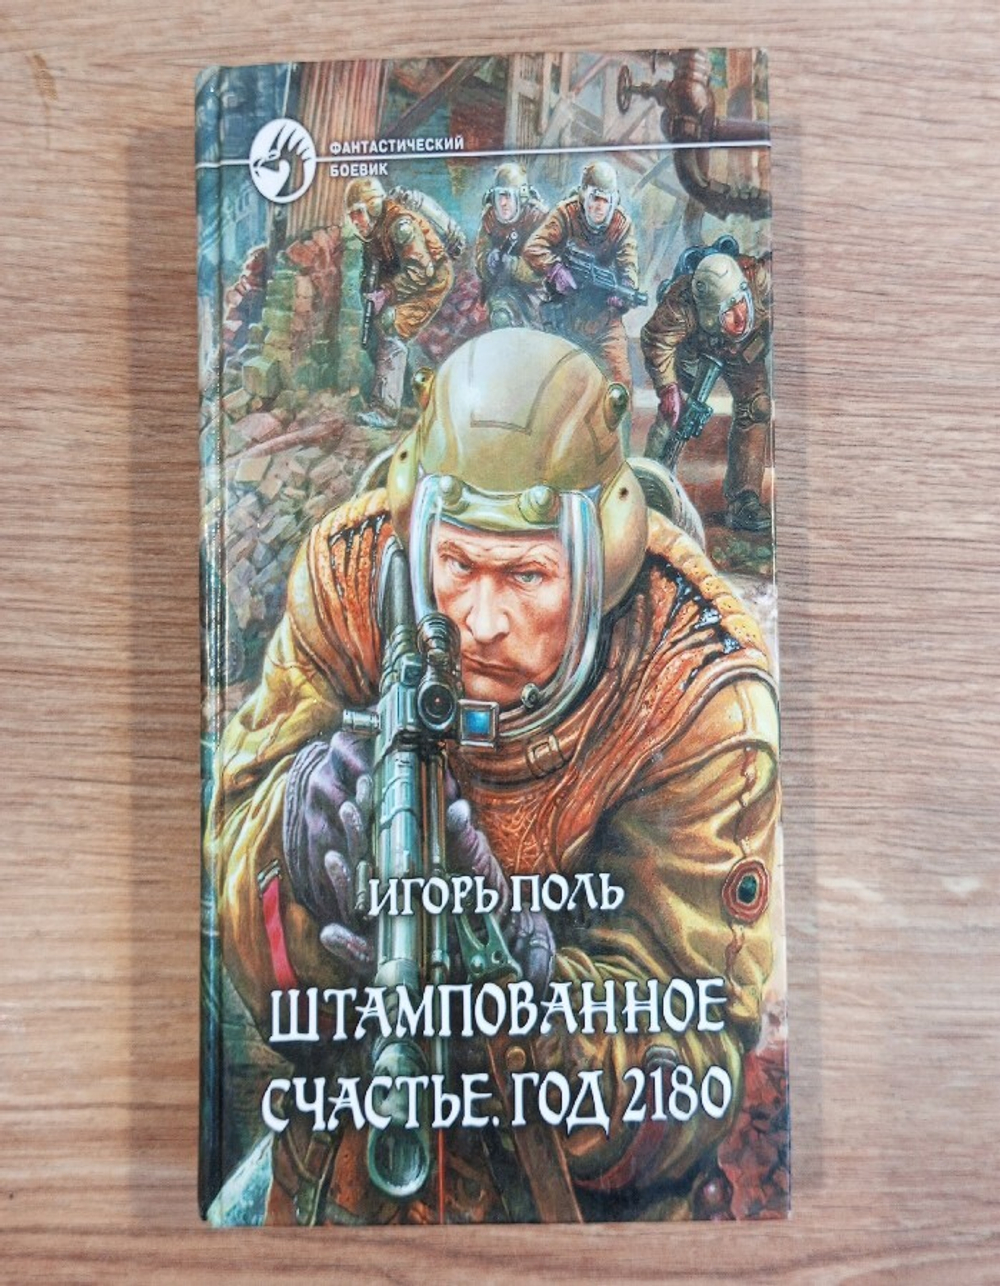 ФАНТАСТИЧЕСКИЙ
БОЕВИК
ИГОРЬ ПОЛЬ
ШТАМПОВАННОЕ
СЧАСТЬЕ. ГОД 2180